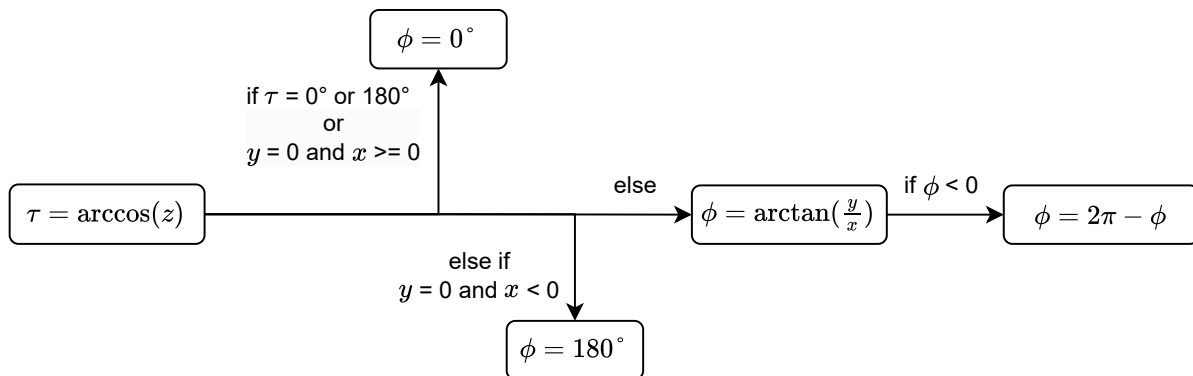 ϕ = 0°
if τ = 0° or 180°
or
y = 0 and x >= 0
τ = arccos(z)
else
ϕ = arctan(y/x)
if ϕ < 0
ϕ = 2π − ϕ
else if
y = 0 and x < 0
ϕ = 180°